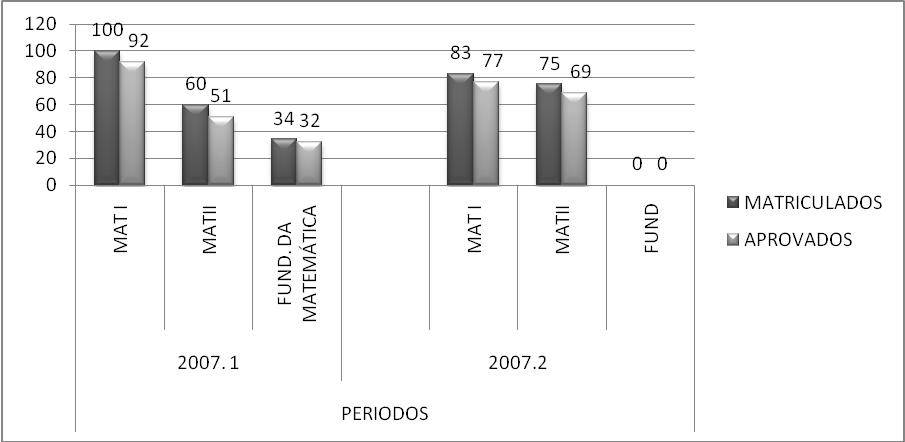 120
100
80
60
40
20
0
100
92
60
51
34 32
83
77
75
69
0 0
MAT I
MATII
FUND. DA
MATEMÁTICA
MAT I
MATII
FUND
2007. 1
2007.2
PERIODOS
MATRICULADOS
APROVADOS